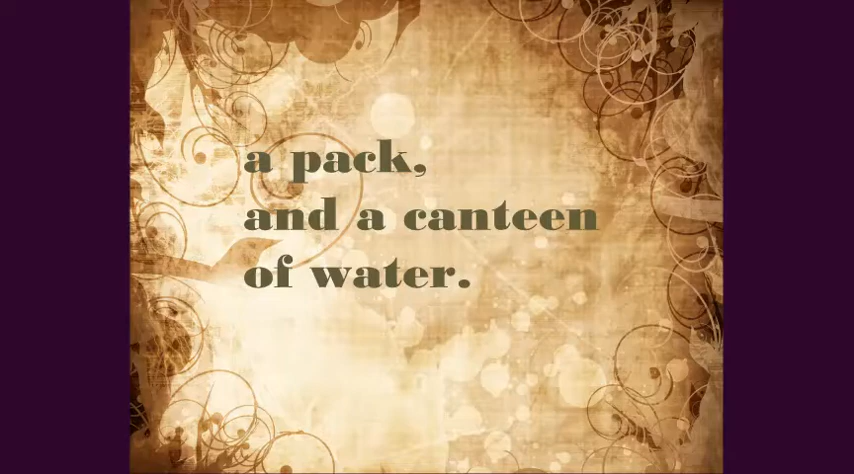 a pack,
and a canteen
of water.